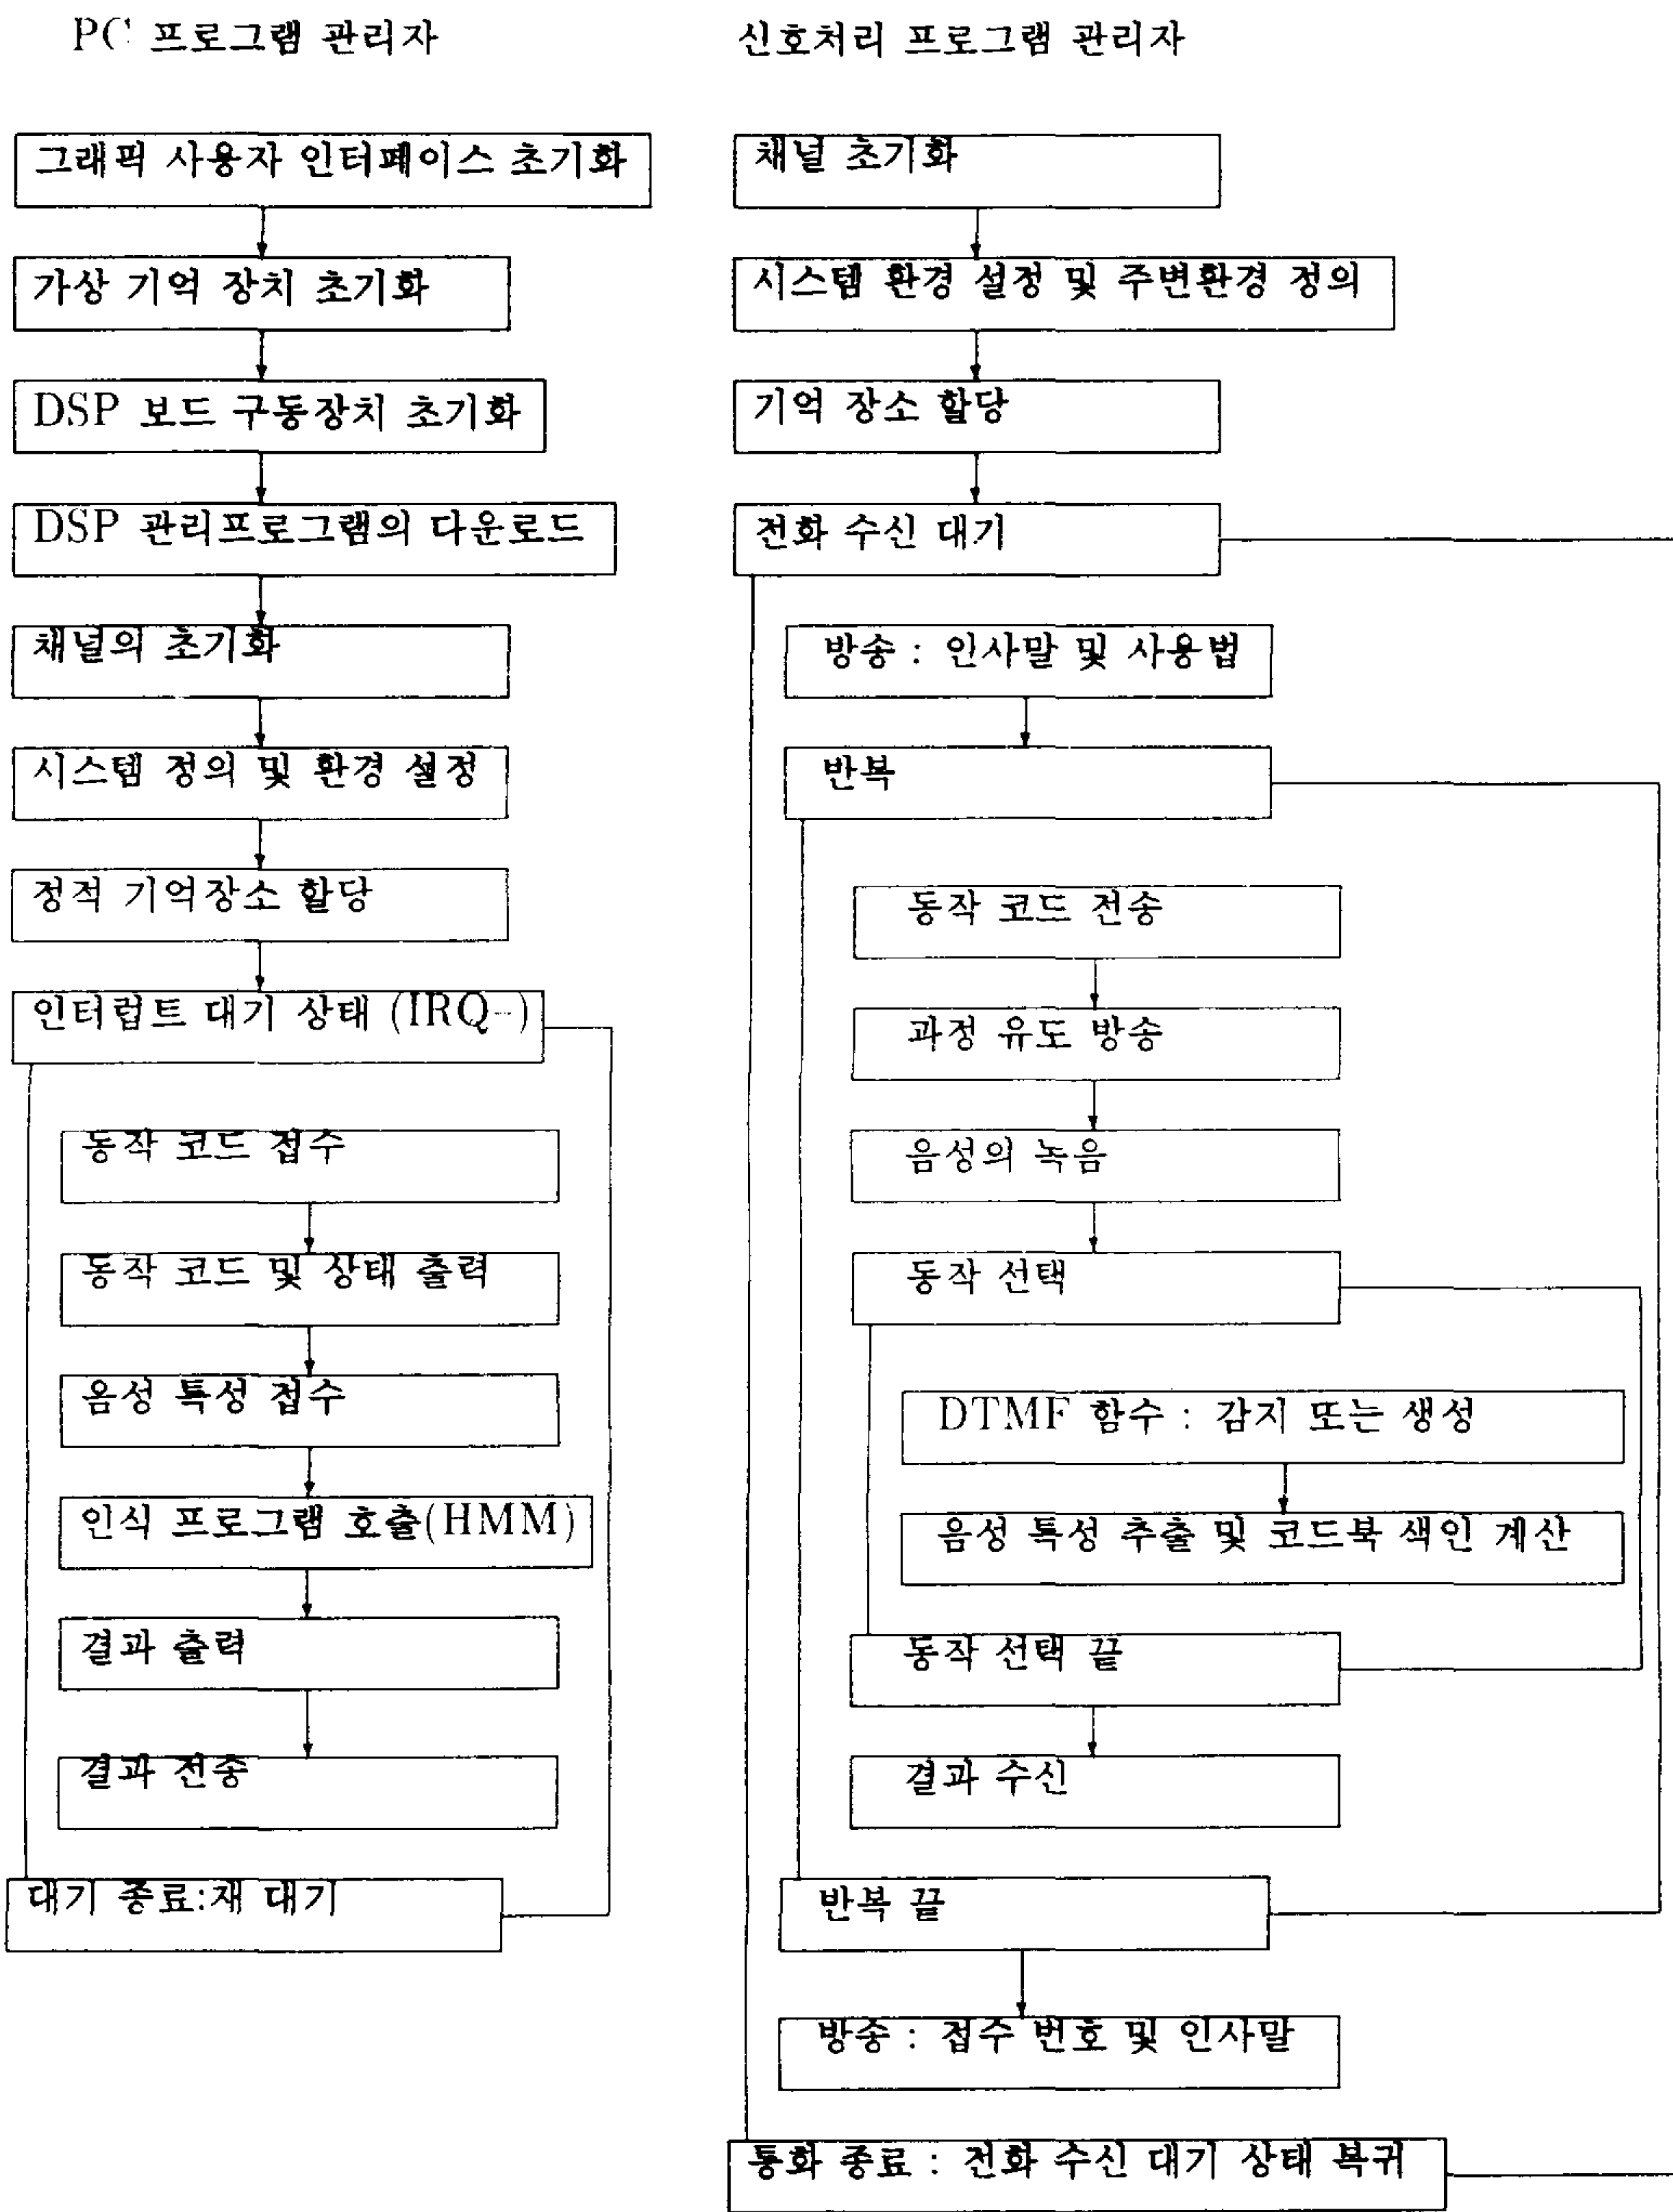 PC 프로그램 관리자
그래픽 사용자 인터페이스 초기화
가상 기억 장치 초기화
DSP 보드 구동장치 초기화
DSP 관리프로그램의 다운로드
채널의 초기화
시스템 정의 및 환경 설정
정적 기억장소 할당
인터럽트 대기 상태 (IRQ-)
동작 코드 접수
동작 코드 및 상태 출력
음성 특성 접수
인식 프로그램 호출(HMM)
결과 출력
결과 전송
대기 종료:재 대기
신호처리 프로그램 관리자
채널 초기화
시스템 환경 설정 및 주변환경 정의
기억 장소 할당
전화 수신 대기
방송 : 인사말 및 사용법
반복
동작 코드 전송
과정 유도 방송
음성의 녹음
동작 선택
DTMF 함수 : 감지 또는 생성
음성 특성 추출 및 코드북 색인 계산
동작 선택 끝
결과 수신
반복 끝
방송 : 접수 번호 및 인사말
통화 종료 : 전화 수신 대기 상태 복귀